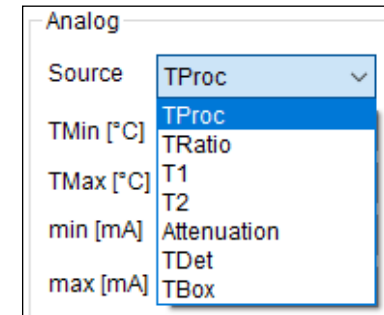 Analog
Source TProc
TProc
TMin [°C]
TRatio
TMax [°C]
T1
T2
min [mA]
Attenuation
TDet
max [mA]
TBox